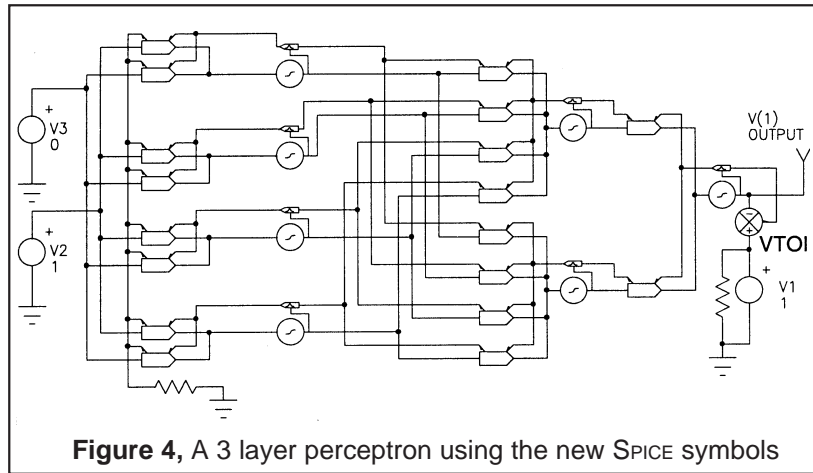 V(1)
OUTPUT
V3
0
V2
1
VTOI
V1
1
Figure 4, A 3 layer perceptron using the new SPICE symbols